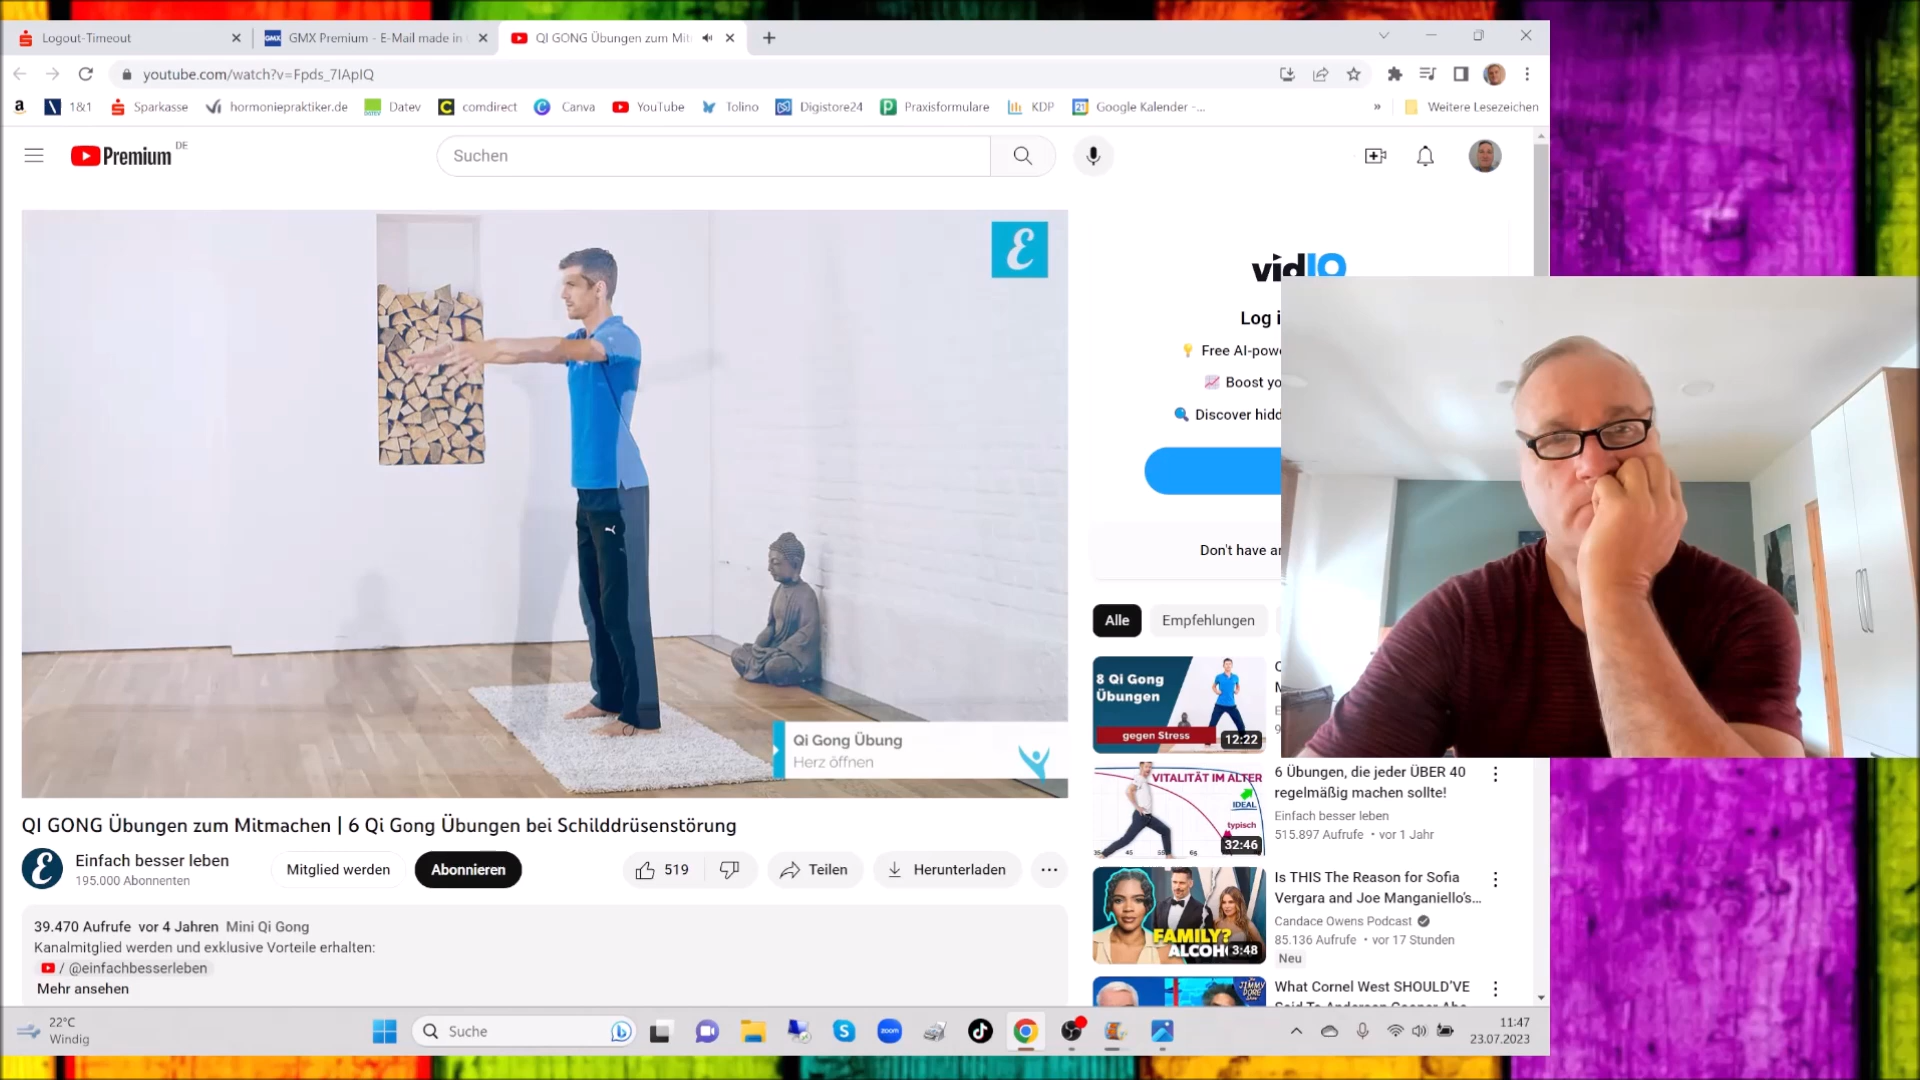 Logout-Timeout
GMX Premium - E-Mail made in
QI GONG Übungen zum Mit
youtube.com/watch?v=Fpds_7lAplQ
1&1
Sparkasse
hormoniepraktiker.de
Datev
comdirect
Canva
YouTube
Tolino
Digistore24
Praxisformulare
KDP
Google Kalender -...
»
Weitere Lesezeichen
Premium DE
Suchen
vidIQ
Log i
Free AI-powe
Boost yo
Discover hidd
Don't have an
Qi Gong Übung
Herz öffnen
Alle
Empfehlungen
8 Qi Gong
Übungen
gegen Stress
12:22
VITALITÄT IM ALTER
IDEAL
typisch
32:46
6 Übungen, die jeder ÜBER 40
regelmäßig machen sollte!
Einfach besser leben
515.897 Aufrufe • vor 1 Jahr
FAMILY?
ALCOH
3:48
Is THIS The Reason for Sofia
Vergara and Joe Manganiello's...
Candace Owens Podcast
85.136 Aufrufe • vor 17 Stunden
Neu
JIMMY
DORE
What Cornel West SHOULD'VE
QI GONG Übungen zum Mitmachen | 6 Qi Gong Übungen bei Schilddrüsenstörung
Einfach besser leben
195.000 Abonnenten
Mitglied werden
Abonnieren
519
Teilen
Herunterladen
39.470 Aufrufe vor 4 Jahren Mini Qi Gong
Kanalmitglied werden und exklusive Vorteile erhalten:
/ @einfachbesserleben
Mehr ansehen
22°C
Windig
Suche
zoom
11:47
23.07.2023